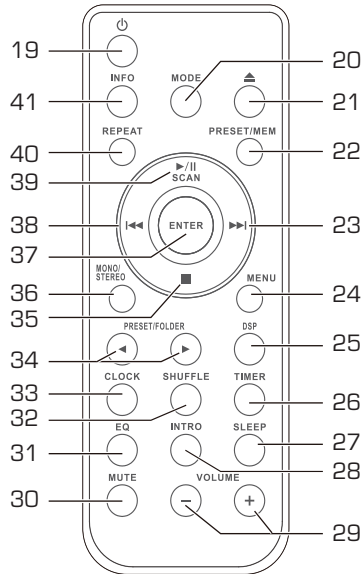 19
20
INFO MODE
41
21
REPEAT PRESET/MEM
40
22
39
SCAN
38
ENTER
23
37
MONO/
STEREO
MENU
36
24
35
PRESET/FOLDER DSP
34
25
CLOCK SHUFFLE TIMER
33
32
26
EQ INTRO SLEEP
31
27
28
MUTE VOLUME
30
29